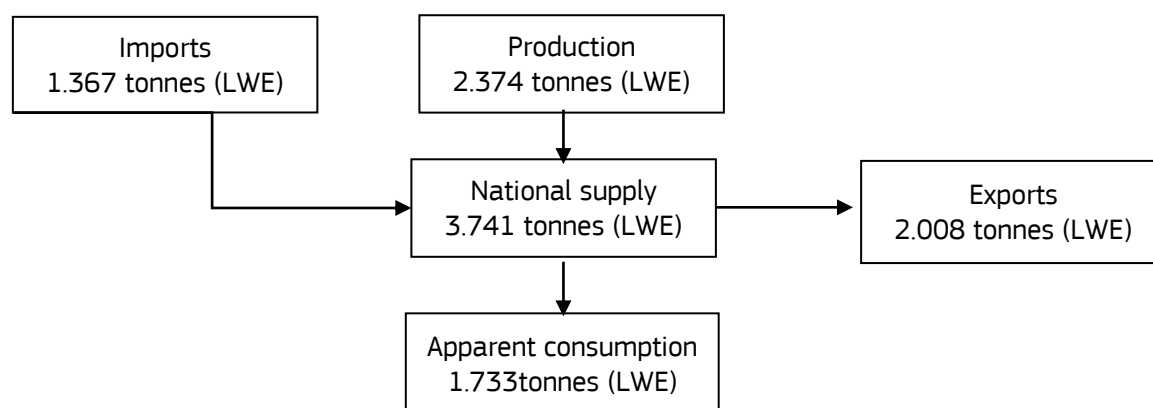 Imports
1.367 tonnes (LWE)
Production
2.374 tonnes (LWE)
National supply
3.741 tonnes (LWE)
Exports
2.008 tonnes (LWE)
Apparent consumption
1.733tonnes (LWE)